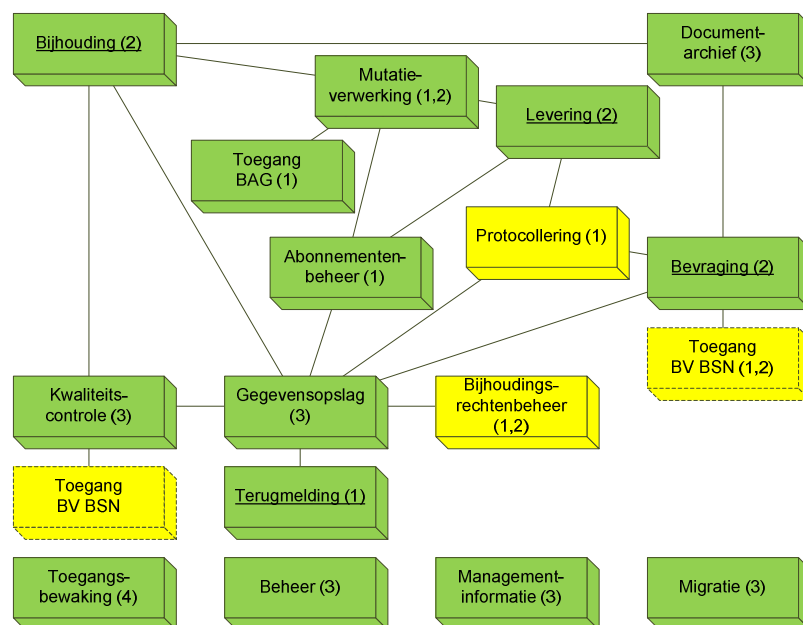 Bijhouding (2)
Document-
archief (3)
Mutatie-
verwerking (1,2)
Levering (2)
Toegang
BAG (1)
Protocollering (1)
Abonnementen-
beheer (1)
Bevraging (2)
Toegang
BV BSN (1,2)
Kwaliteits-
controle (3)
Gegevensopslag
(3)
Bijhoudings-
rechtenbeheer
(1,2)
Toegang
BV BSN
Terugmelding (1)
Toegangs-
bewaking (4)
Beheer (3)
Management-
informatie (3)
Migratie (3)